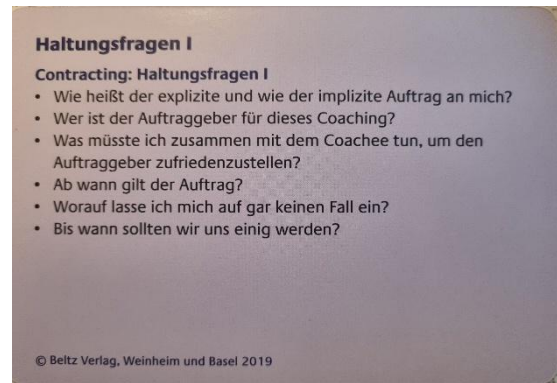 Haltungsfragen I
Contracting: Haltungsfragen I
• Wie heißt der explizite und wie der implizite Auftrag an mich?
• Wer ist der Auftraggeber für dieses Coaching?
• Was müsste ich zusammen mit dem Coachee tun, um den
Auftraggeber zufriedenzustellen?
• Ab wann gilt der Auftrag?
• Worauf lasse ich mich auf gar keinen Fall ein?
• Bis wann sollten wir uns einig werden?
© Beltz Verlag, Weinheim und Basel 2019